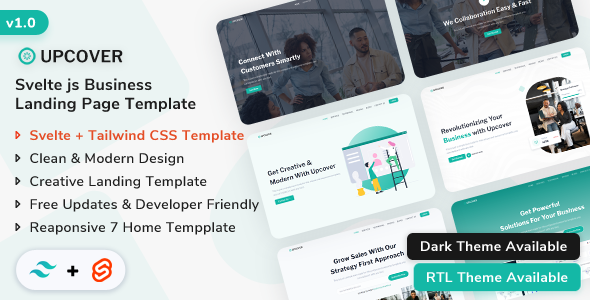 v1.0
UPCOVER
Svelte js Business
Landing Page Template
Svelte + Tailwind CSS Template
Clean & Modern Design
Creative Landing Template
Free Updates & Developer Friendly
Reaponsive 7 Home Tempplate
+
Connect With
Customers Smartly
We Collaboration Easy & Fast
Get Creative &
Modern With Upcover
Revolutionizing Your
Business with Upcover
Grow Sales With Our
Strategy First Approach
Get Powerful
Solutions For Your Business
Dark Theme Available
RTL Theme Available